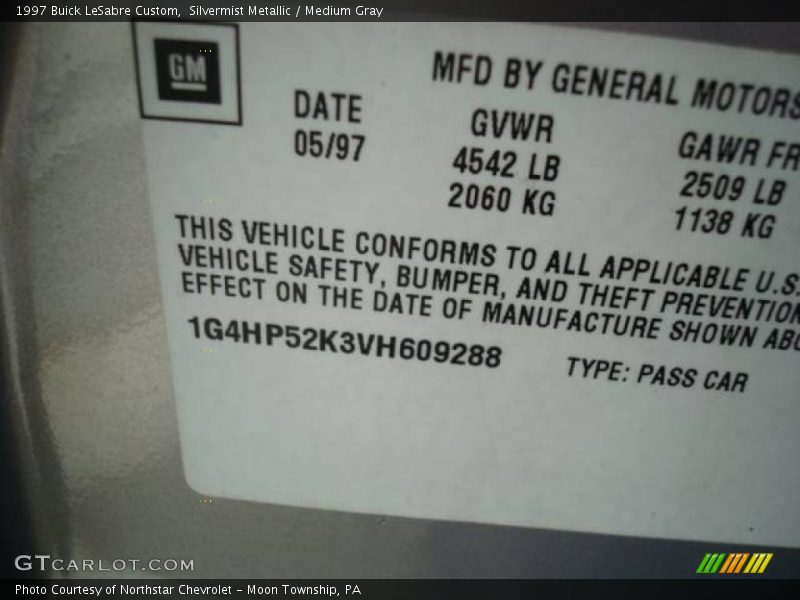 1997 Buick LeSabre Custom, Silvermist Metallic / Medium Gray
GM
MFD BY GENERAL MOTORS
DATE GVWR GAWR FR
05/97 4542 LB 2509 LB
2060 KG 1138 KG
THIS VEHICLE CONFORMS TO ALL APPLICABLE U.S.
VEHICLE SAFETY, BUMPER, AND THEFT PREVENTION
EFFECT ON THE DATE OF MANUFACTURE SHOWN ABO
1G4HP52K3VH609288 TYPE: PASS CAR
GTCARLOT.COM
Photo Courtesy of Northstar Chevrolet - Moon Township, PA